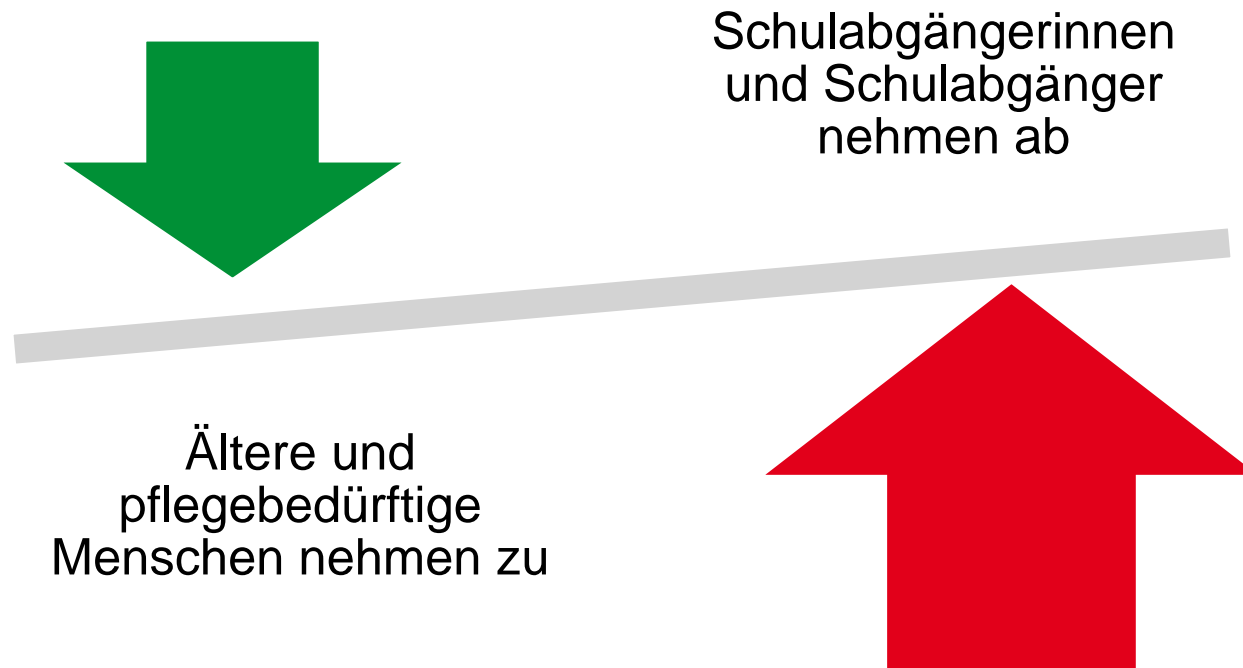 Schulabgängerinnen
und Schulabgänger
nehmen ab
Ältere und
pflegebedürftige
Menschen nehmen zu